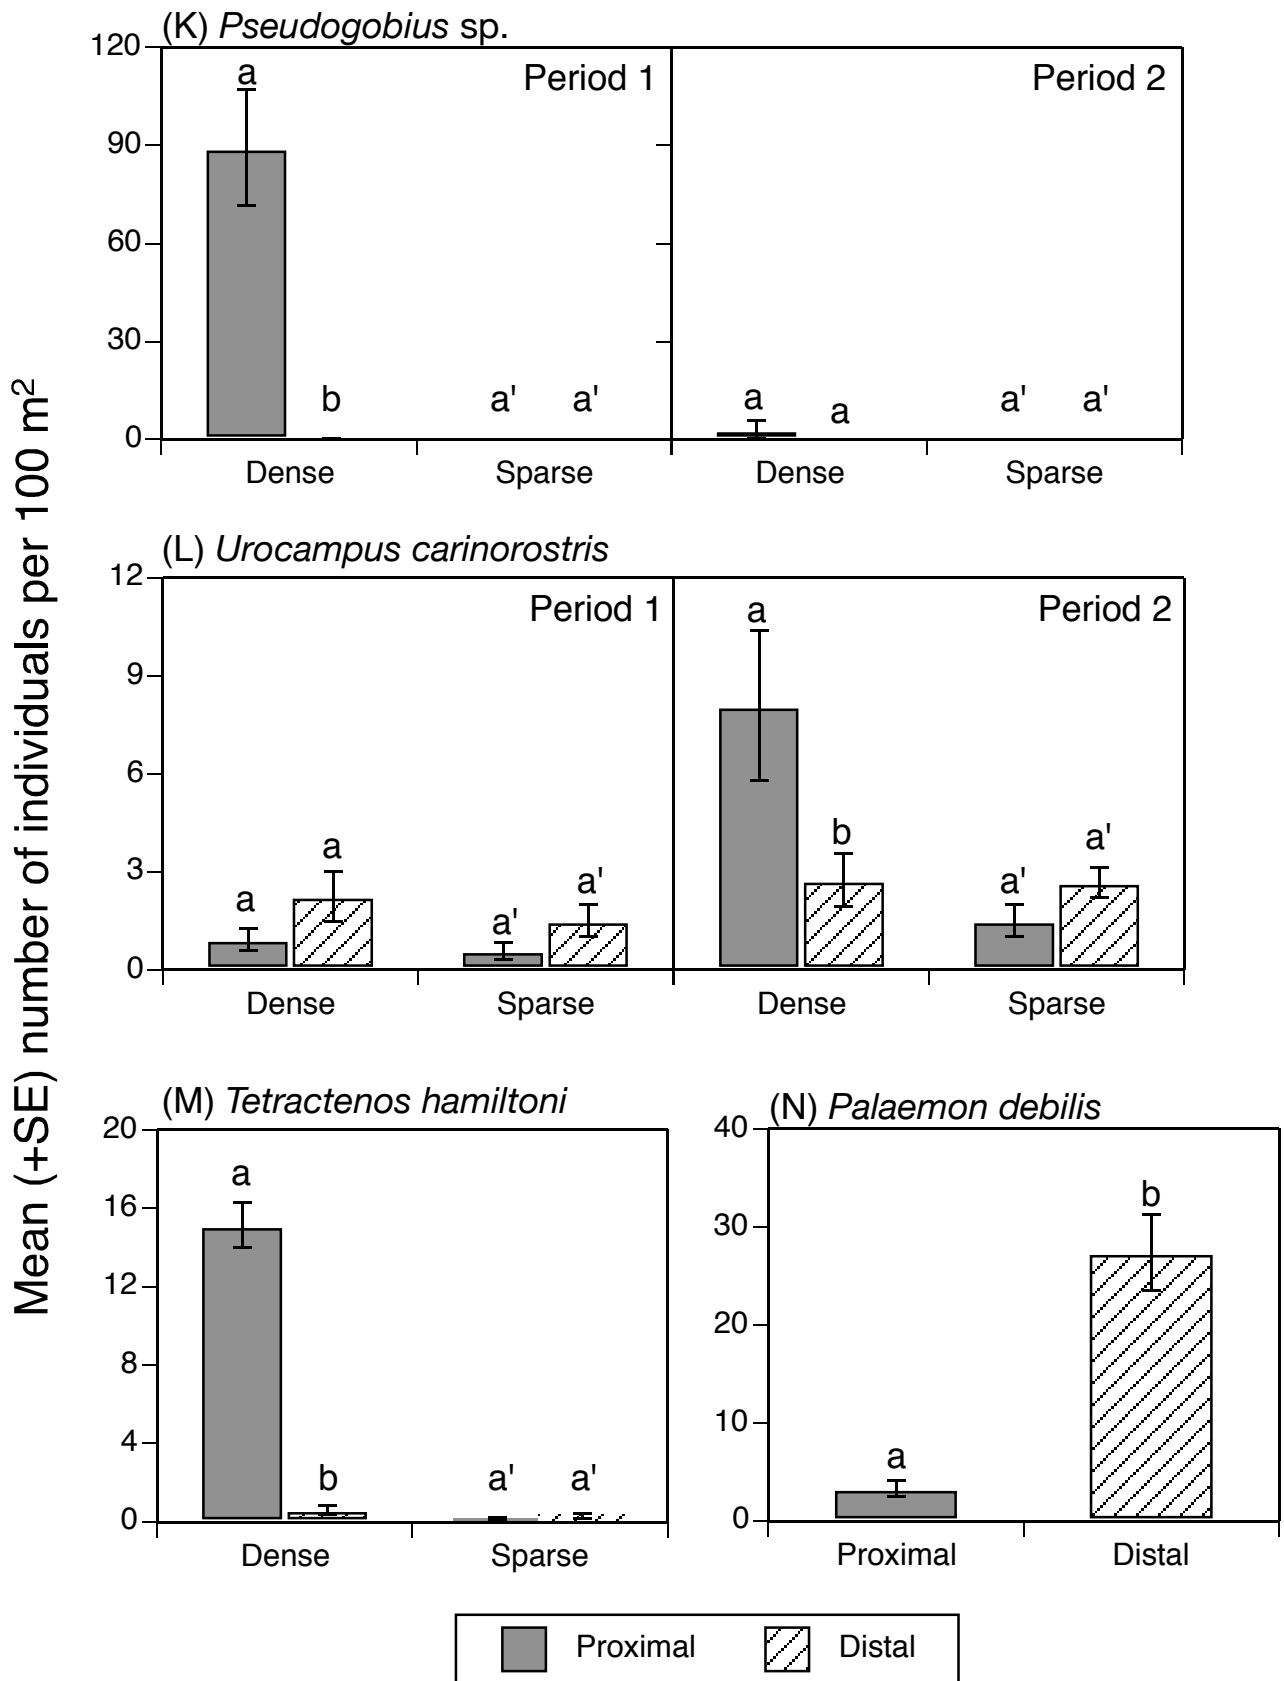 Mean (+SE) number of individuals per 100 m²
(K) Pseudogobius sp.
Period 1
Period 2
120
90
60
30
0
a
b
a'
a'
a
a
a'
a'
Dense
Sparse
Dense
Sparse
(L) Urocampus carinorostris
Period 1
Period 2
12
9
6
3
0
a
a
a'
a'
a
b
a'
a'
Dense
Sparse
Dense
Sparse
(M) Tetractenos hamiltoni
20
16
12
8
4
0
a
b
a'
a'
Dense
Sparse
(N) Palaemon debilis
40
30
20
10
0
a
b
Proximal
Distal
Proximal
Distal